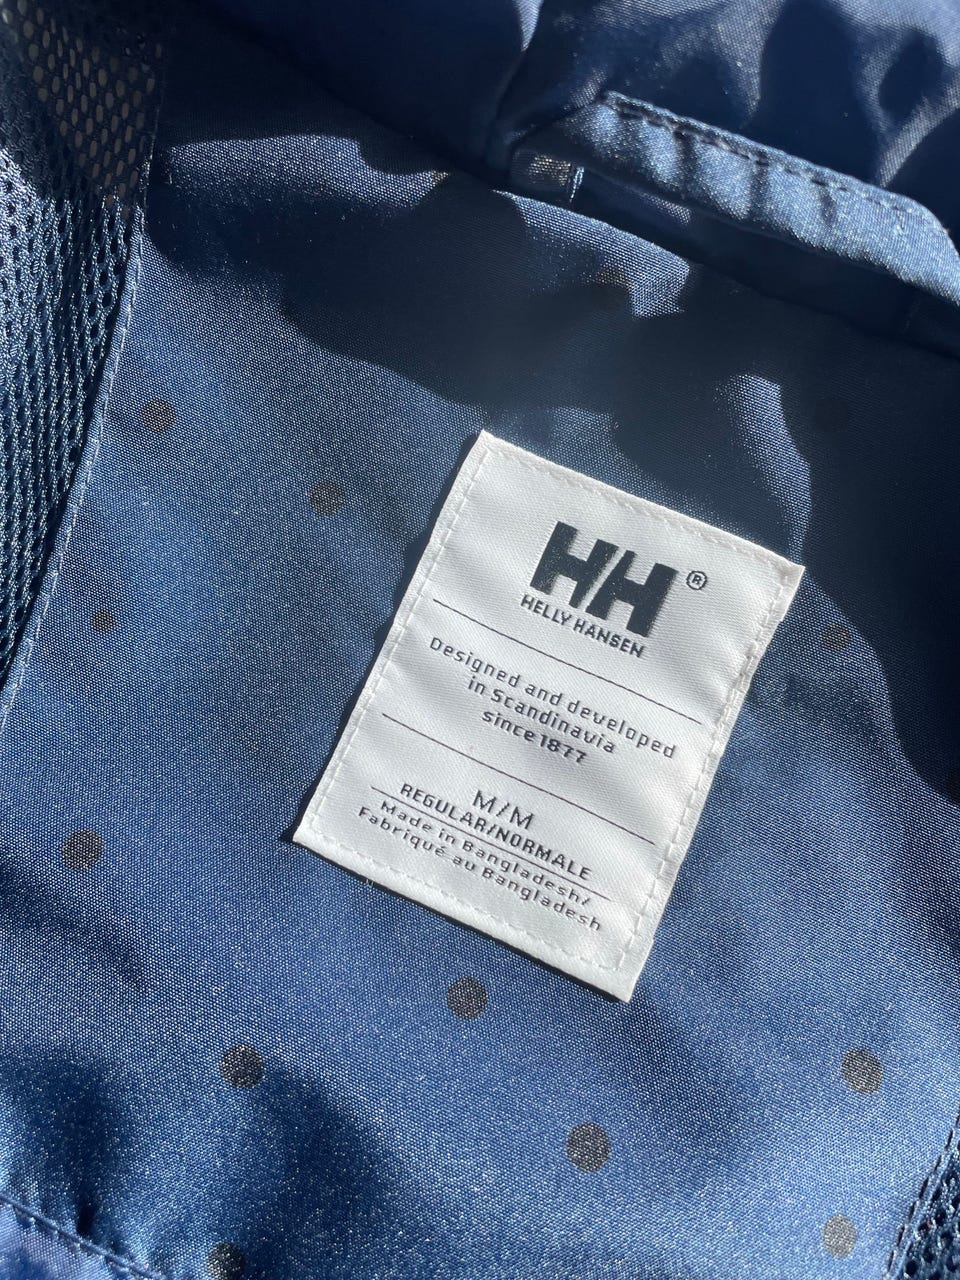 HH®
HELLY HANSEN
Designed and developed
in Scandinavia
since 1877
M/M
REGULAR/NORMALE
Made in Bangladesh/
Fabriqué au Bangladesh